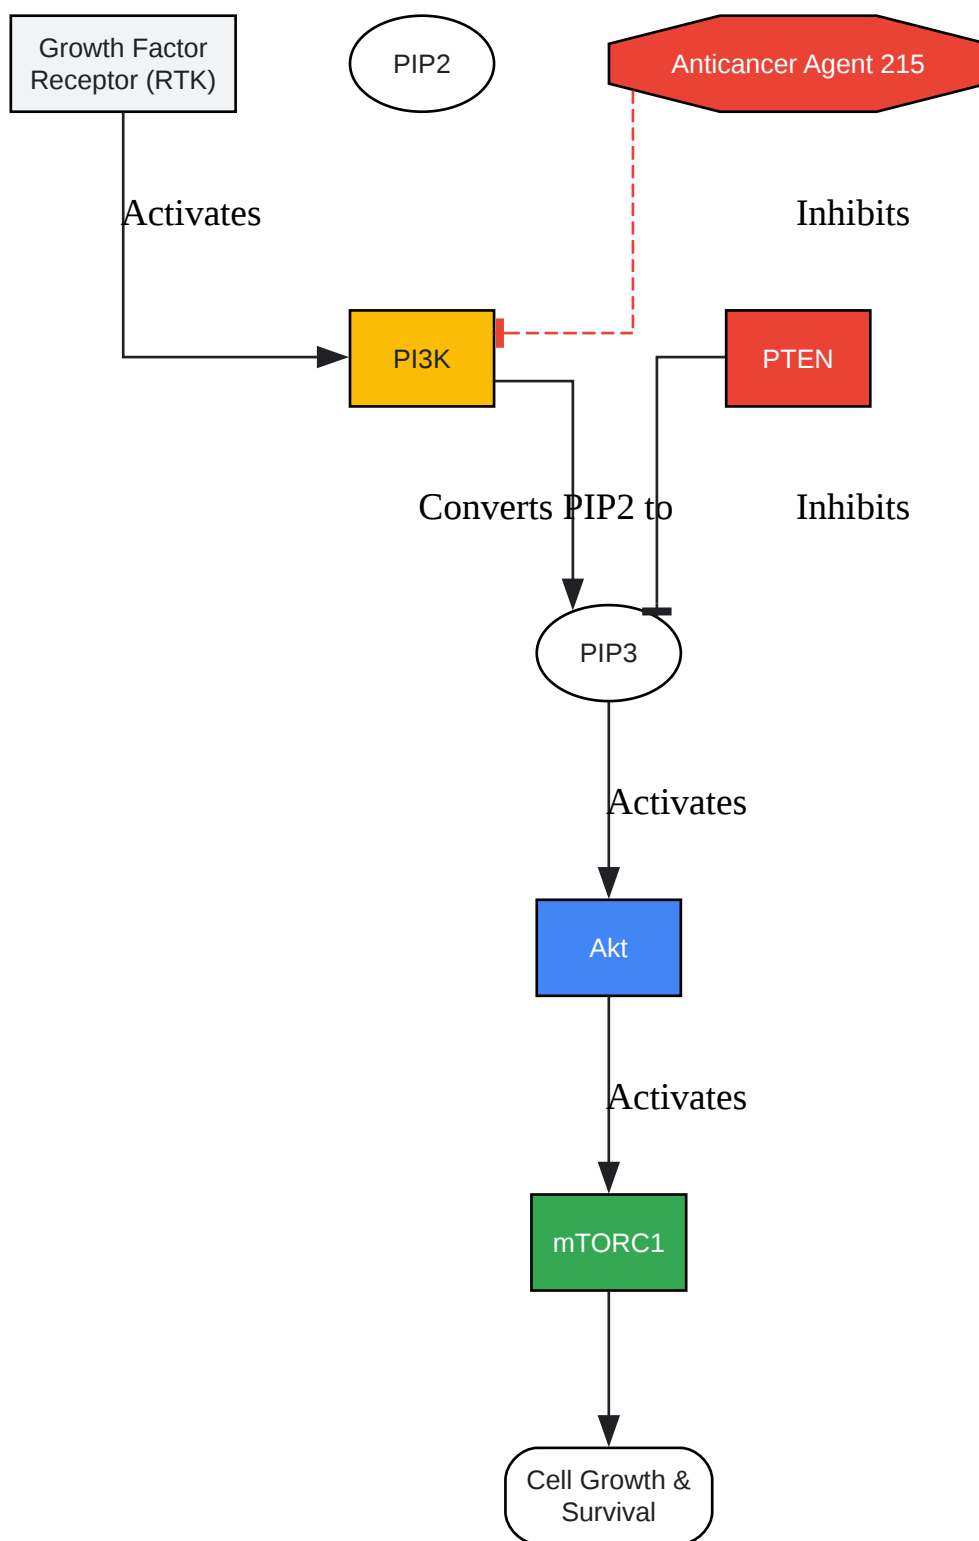 Growth Factor
Receptor (RTK)
PIP2
Anticancer Agent 215
Activates
Inhibits
PI3K
PTEN
Converts PIP2 to
Inhibits
PIP3
Activates
Akt
Activates
mTORC1
Cell Growth &
Survival